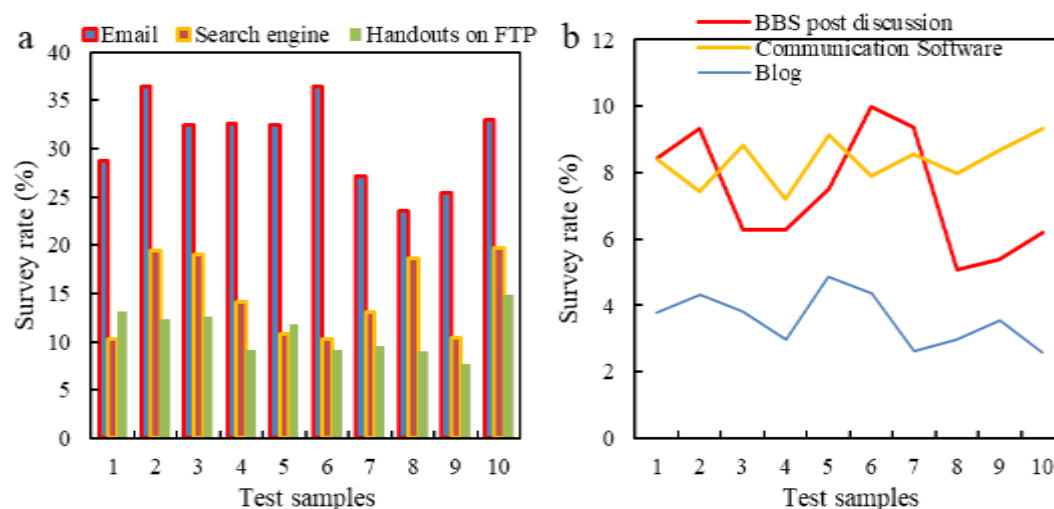 a
Email Search engine Handouts on FTP
40
35
30
25
20
15
10
5
0
Survey rate (%)
1 2 3 4 5 6 7 8 9 10
Test samples
b
BBS post discussion
Communication Software
Blog
12
10
8
6
4
2
0
Survey rate (%)
1 2 3 4 5 6 7 8 9 10
Test samples